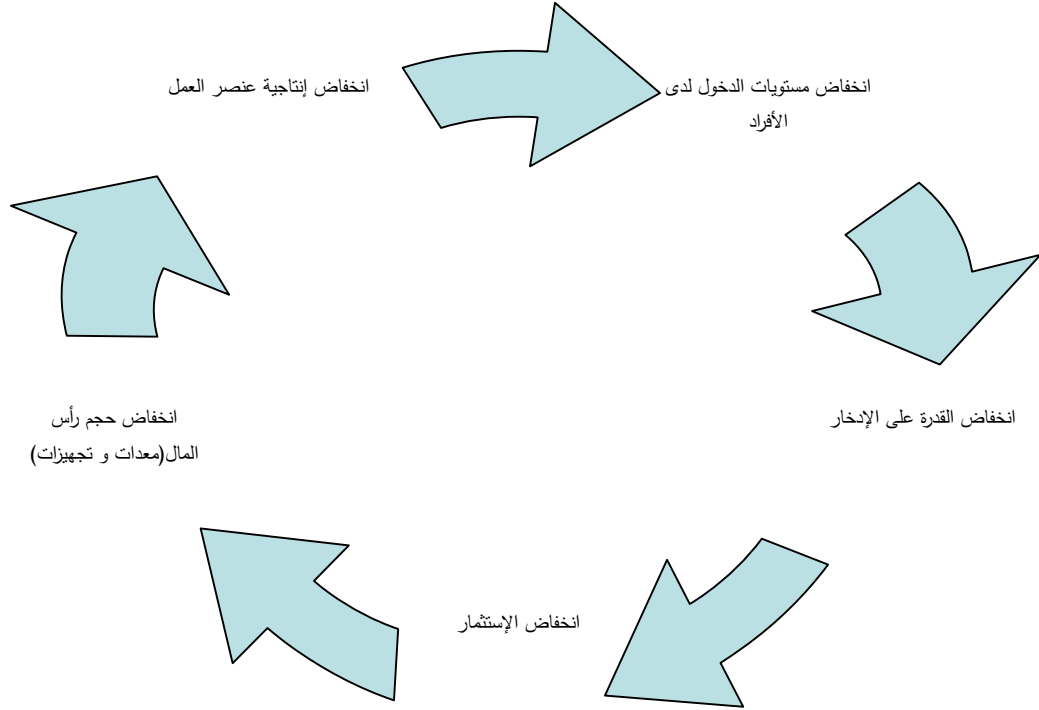 انخفاض مستويات الدخول لدى
الأفراد
انخفاض القدرة على الإدخار
انخفاض الإستثمار
انخفاض حجم رأس
المال(معدات و تجهيزات)
انخفاض إنتاجية عنصر العمل